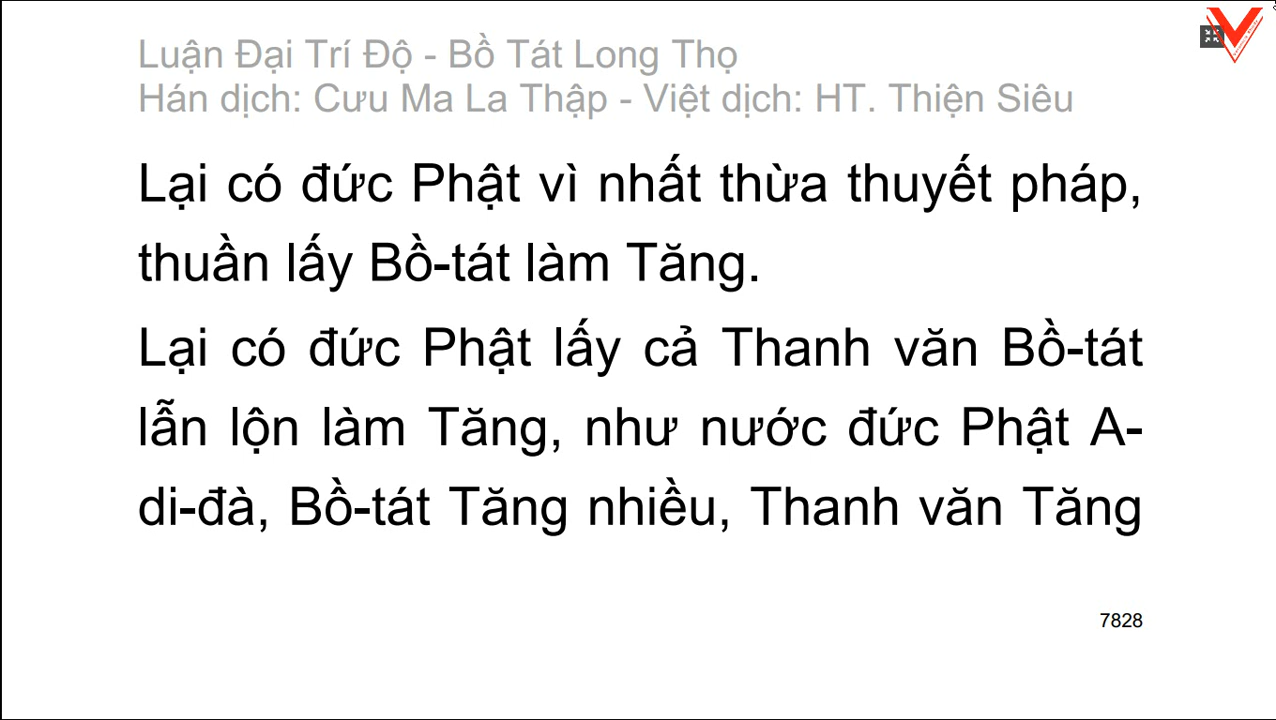 Luận Đại Trí Độ - Bồ Tát Long Thọ
Hán dịch: Cưu Ma La Thập - Việt dịch: HT. Thiện Siêu
Lại có đức Phật vì nhất thừa thuyết pháp,
thuần lấy Bồ-tát làm Tăng.
Lại có đức Phật lấy cả Thanh văn Bồ-tát
lẫn lộn làm Tăng, như nước đức Phật A-
di-đà, Bồ-tát Tăng nhiều, Thanh văn Tăng
7828